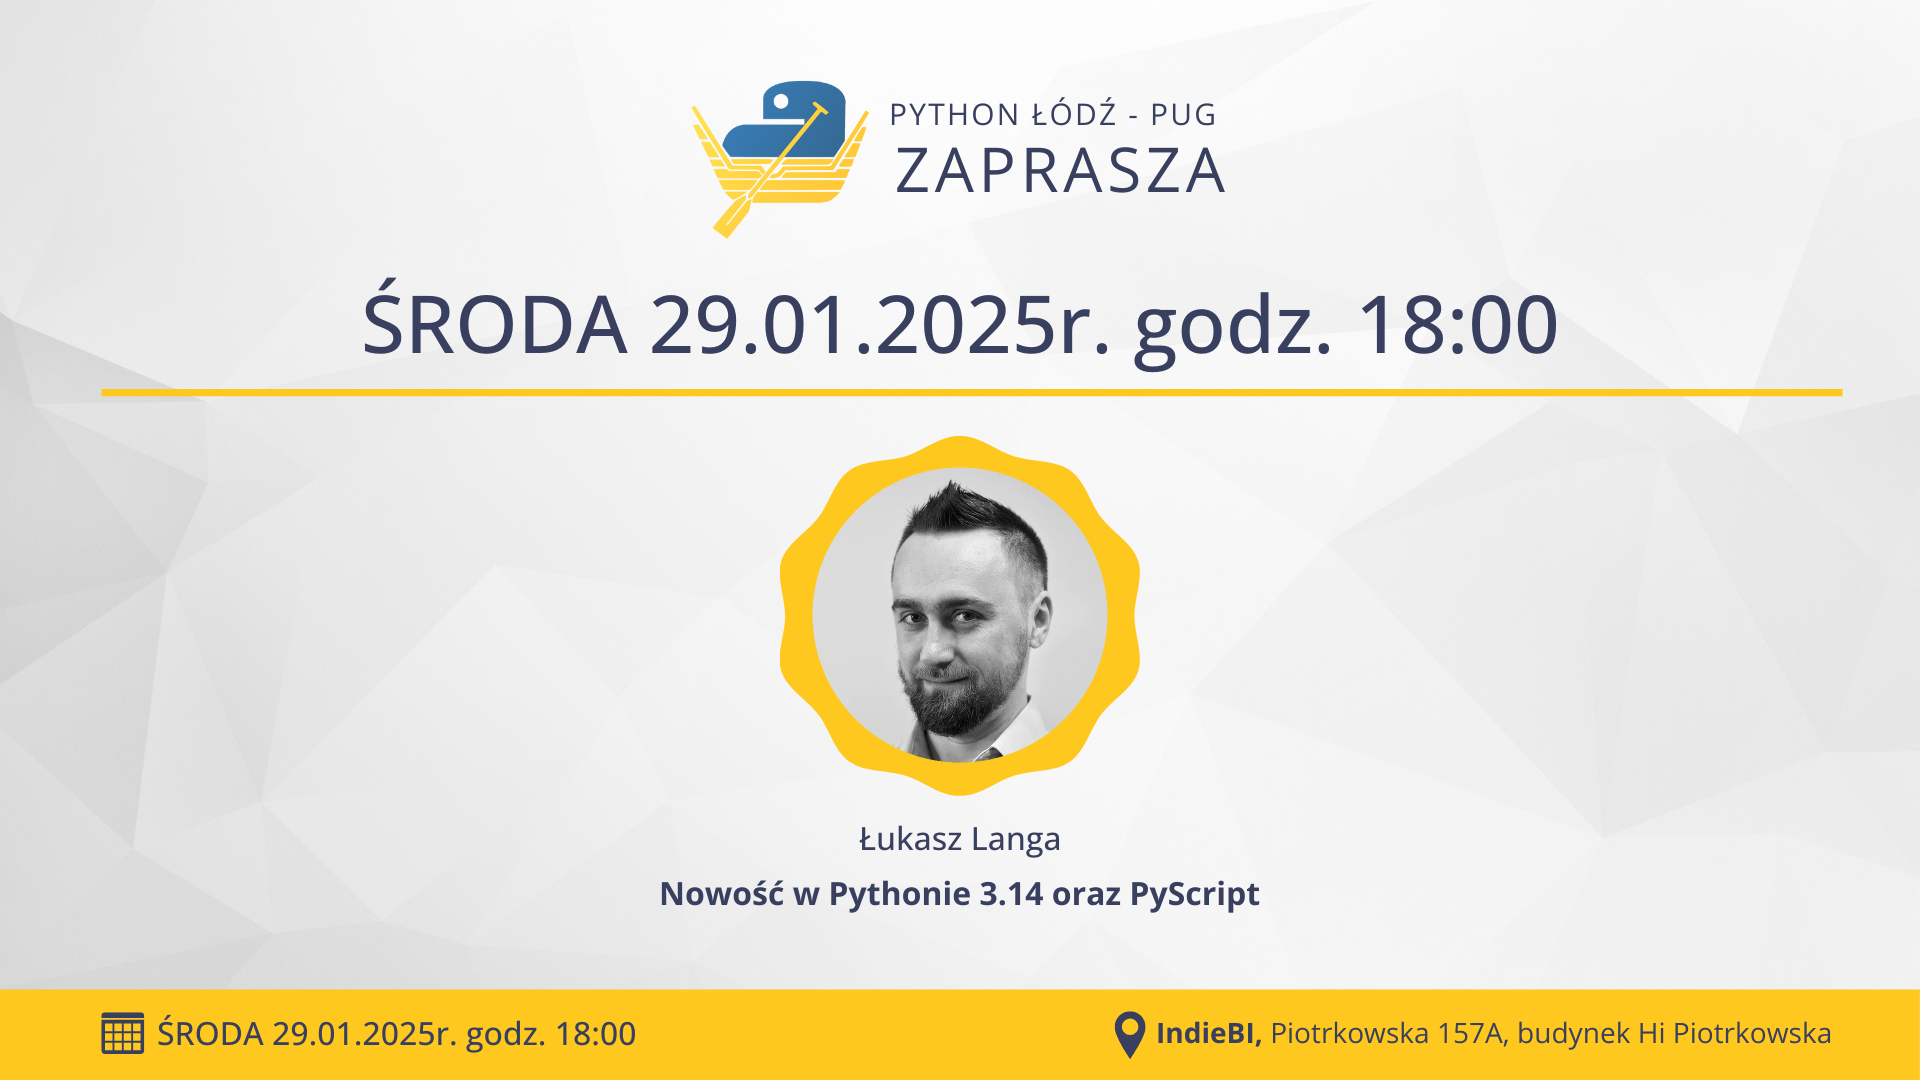 PYTHON ŁÓDŹ - PUG
ZAPRASZA
ŚRODA 29.01.2025r. godz. 18:00
Łukasz Langa
Nowość w Pythonie 3.14 oraz PyScript
ŚRODA 29.01.2025r. godz. 18:00
IndieBI, Piotrkowska 157A, budynek Hi Piotrkowska